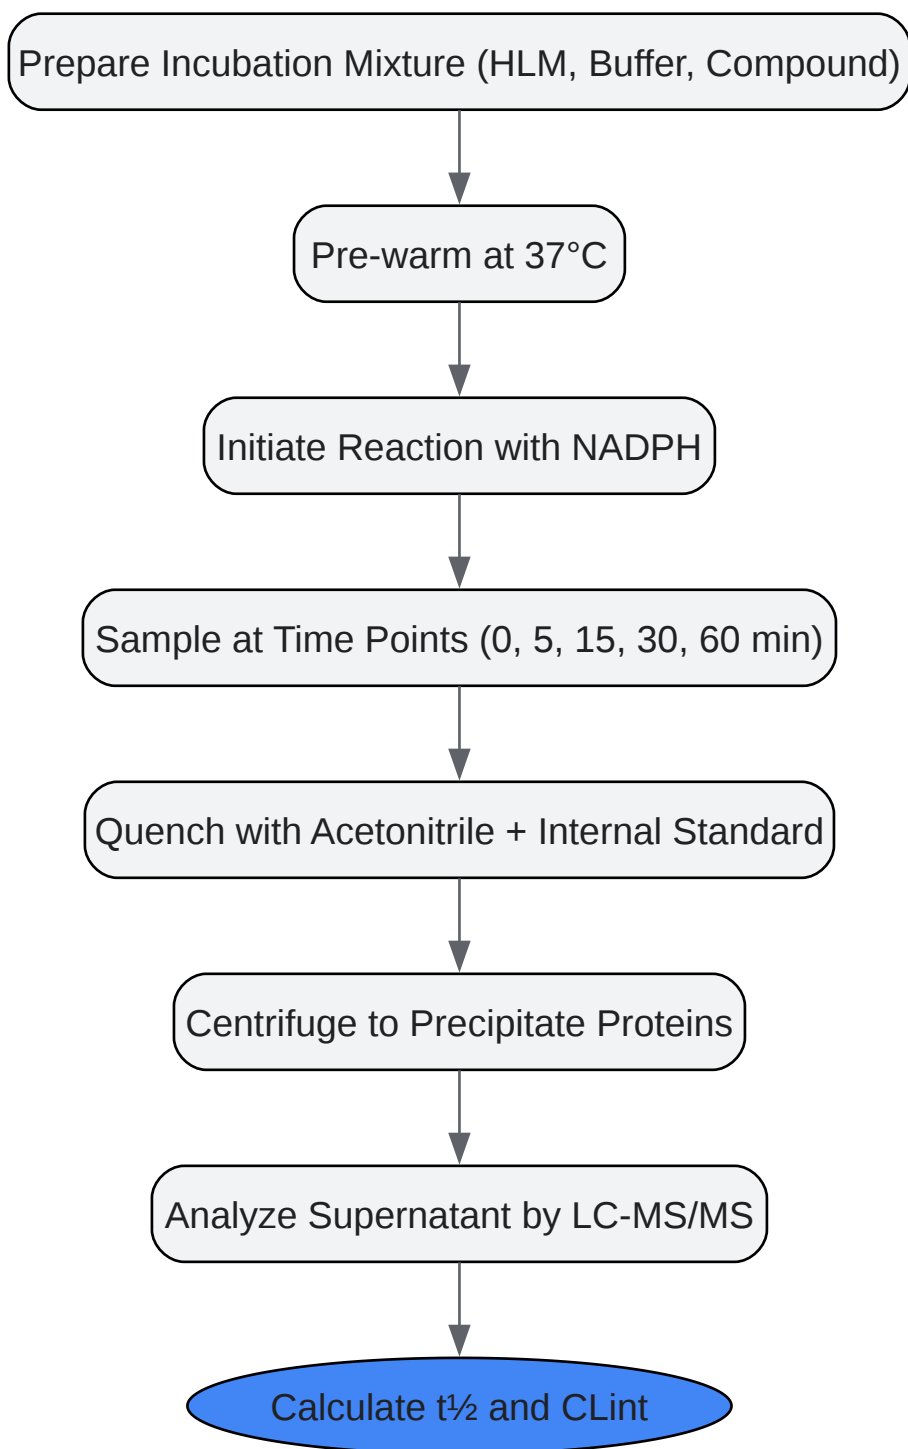 Prepare Incubation Mixture (HLM, Buffer, Compound)
Pre-warm at 37°C
Initiate Reaction with NADPH
Sample at Time Points (0, 5, 15, 30, 60 min)
Quench with Acetonitrile + Internal Standard
Centrifuge to Precipitate Proteins
Analyze Supernatant by LC-MS/MS
Calculate t½ and CLint